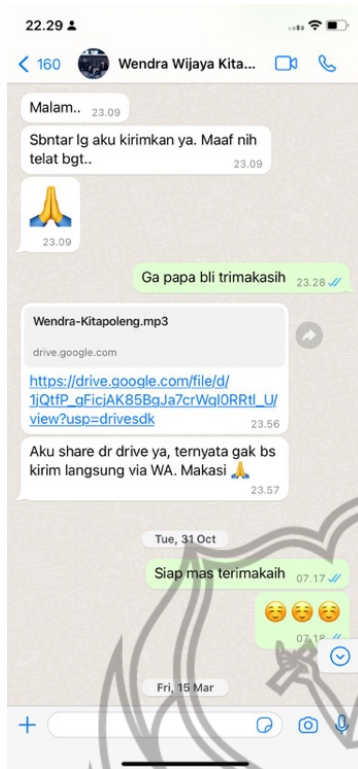 22.29
160
Wendra Wijaya Kita...
Malam..
23.09
Sbntar lg aku kirimkan ya. Maaf nih
telat bgt..
23.09
23.09
Ga papa bli trimakasih 23.28
Wendra-Kitapoleng.mp3
drive.google.com
https://drive.google.com/file/d/
1jQtfP_gFicjAK85BgJa7crWqI0RRtI_U/
view?usp=drivesdk
23.56
Aku share dr drive ya, ternyata gak bs
kirim langsung via WA. Makasi 🙏
23.57
Tue, 31 Oct
Siap mas terimakaih 07.17
07.18
Fri, 15 Mar